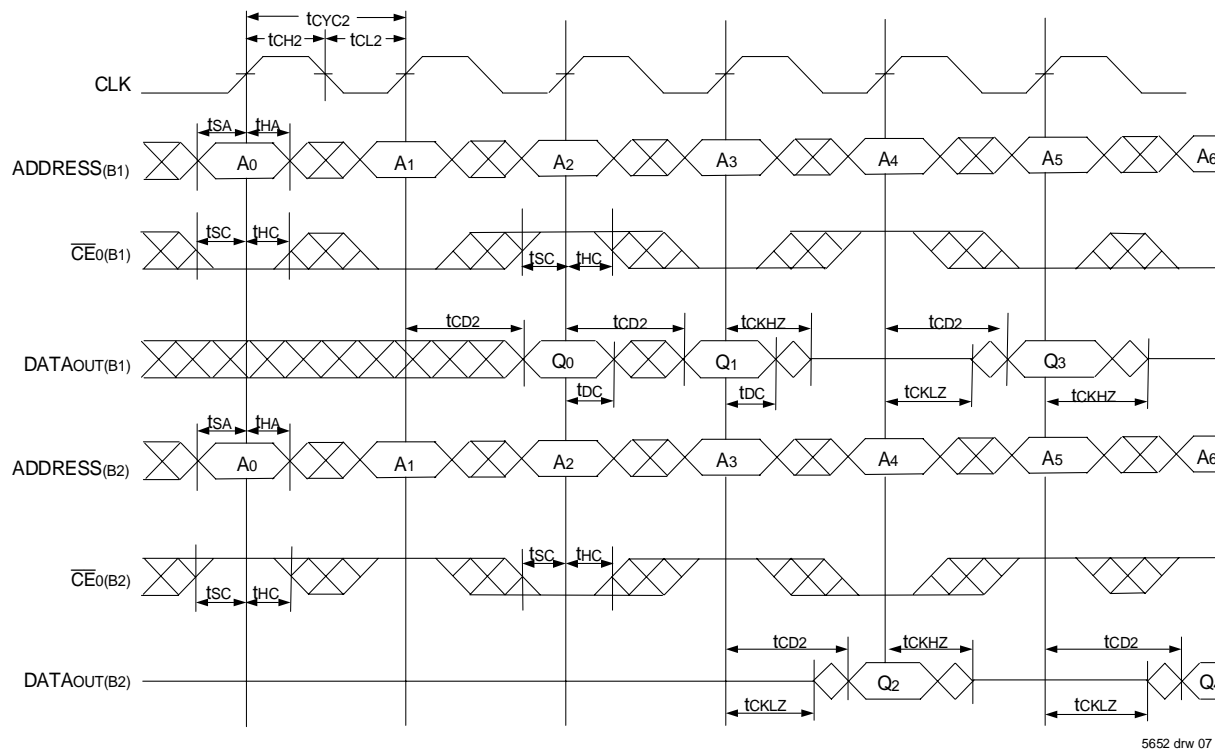 tCYC2
tCH2 tCL2
CLK
tSA tHA
ADDRESS(B1) A0 A1 A2 A3 A4 A5 A6
tSC tHC
CE0(B1)
tSC tHC
tCD2 tCD2 tCKHZ tCD2
DATAOUT(B1) Q0 Q1 Q3
tDC tDC tCKLZ tCKHZ
tSA tHA
ADDRESS(B2) A0 A1 A2 A3 A4 A5 A6
tSC tHC
CE0(B2)
tSC tHC
tCD2 tCKHZ tCD2
DATAOUT(B2) Q2
tCKLZ tCKLZ
5652 drw 07